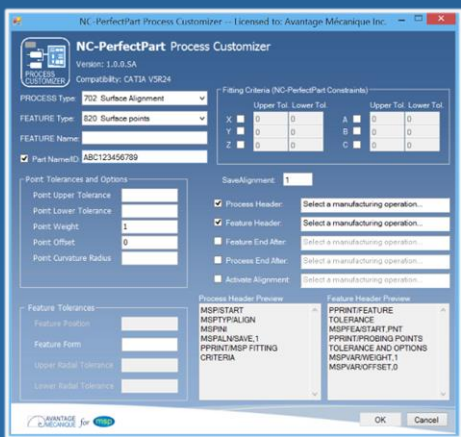 NC-PerfectPart Process Customizer -- Licensed to: Avantage Mécanique Inc.
NC-PerfectPart Process Customizer
Version: 1.0.0.SA
Compatibility: CATIA V5R24
PROCESS
CUSTOMIZER
PROCESS Type: 702 Surface Alignment
FEATURE Type: 820 Surface points
FEATURE Name:
Part Name/ID ABC123456789
Fitting Criteria (NC-PerfectPart Constraints)
Upper Tol. Lower Tol. Upper Tol. Lower Tol.
X 0 0 A 0 0
Y 0 0 B 0 0
Z 0 0 C 0 0
Point Tolerances and Options
Point Upper Tolerance
Point Lower Tolerance
Point Weight 1
Point Offset 0
Point Curvature Radius
SaveAlignment: 1
Process Header: Select a manufacturing operation...
Feature Header: Select a manufacturing operation...
Feature End After: Select a manufacturing operation...
Process End After: Select a manufacturing operation...
Activate Alignment: Select a manufacturing operation...
Feature Tolerances
Feature Position
Feature Form
Upper Radial Tolerance
Lower Radial Tolerance
Process Header Preview
MSP/START
MSPTYP/ALIGN
MSPINI
MSPALN/SAVE,1
PPRINT/MSP FITTING
CRITERIA
Feature Header Preview
PPRINT/FEATURE
TOLERANCE
MSPFEA/START,PNT
PPRINT/PROBING POINTS
TOLERANCE AND OPTIONS
MSPVAR/WEIGHT,1
MSPVAR/OFFSET,0
AVANTAGE
MÉCANIQUE for msp
OK Cancel